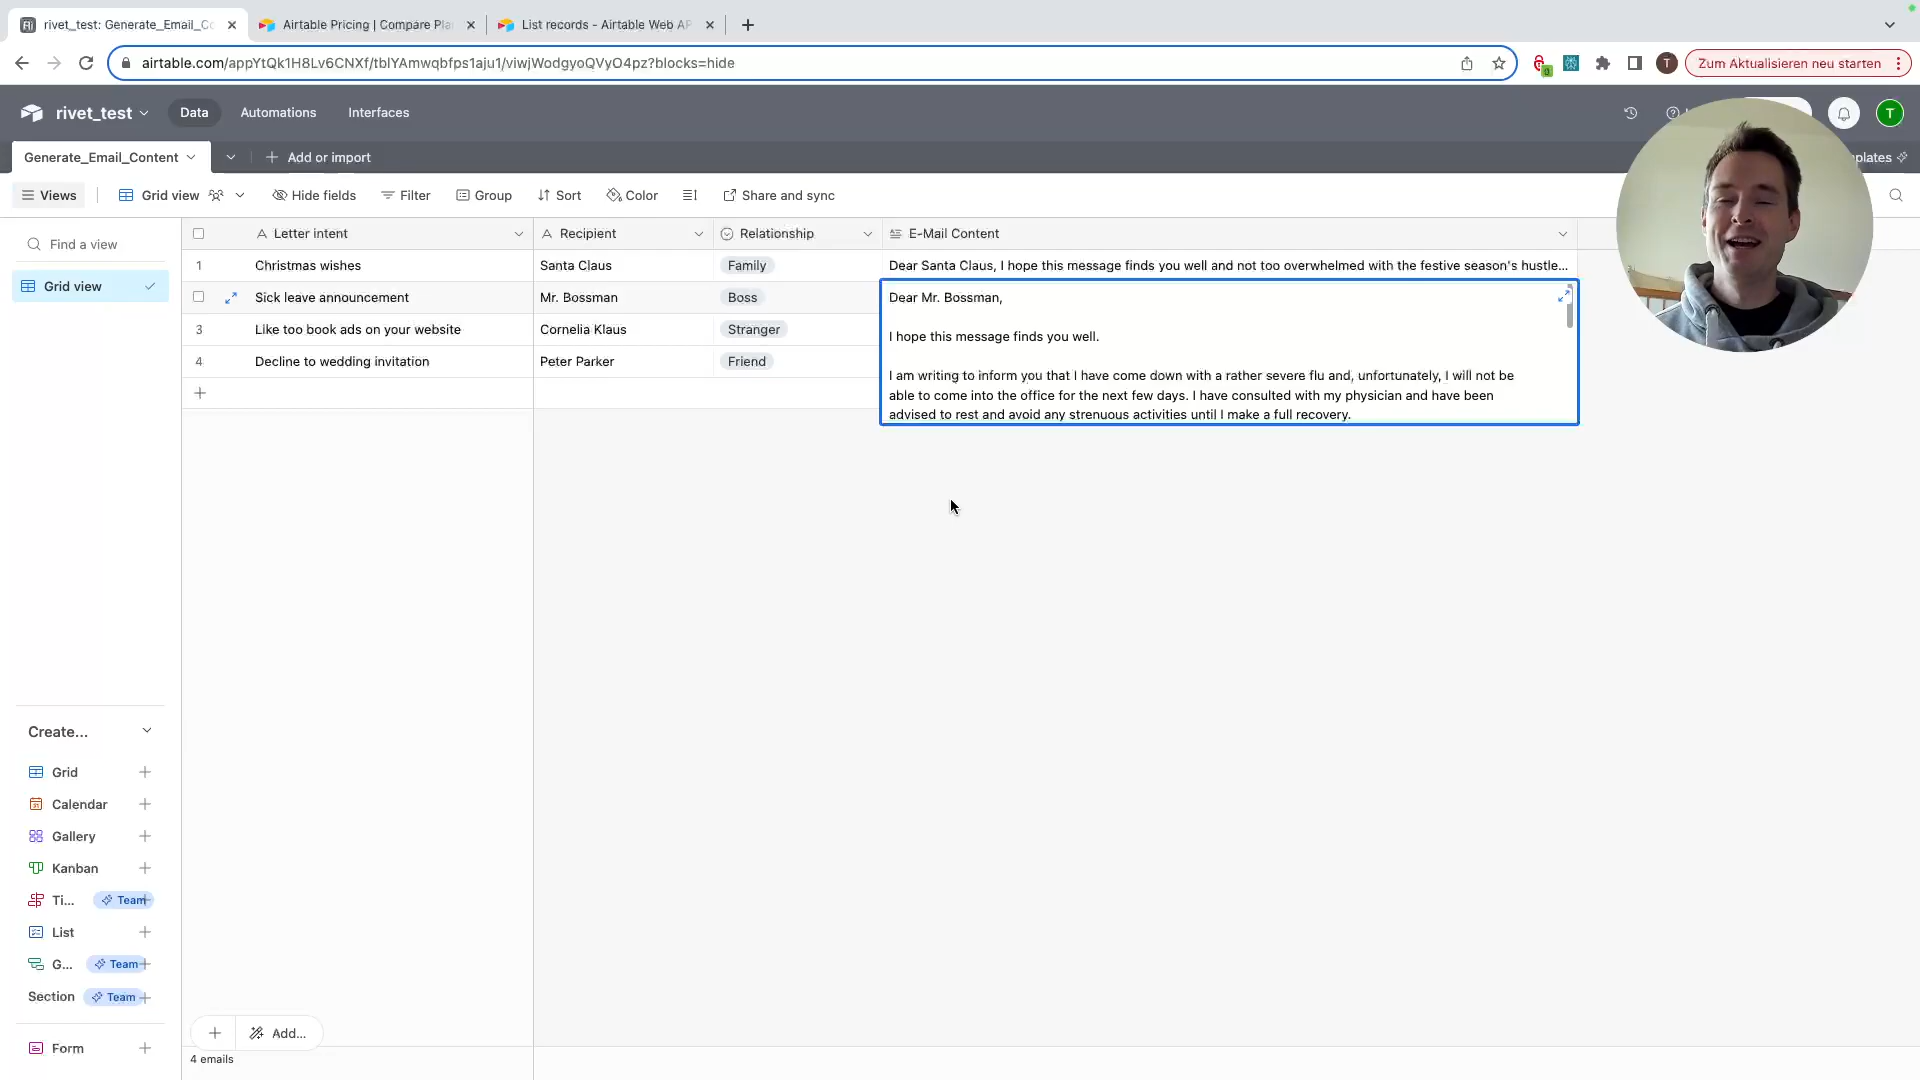 rivet_test: Generate_Email_Co
Airtable Pricing | Compare Pla
List records - Airtable Web AP
airtable.com/appYtQk1H8Lv6CNXf/tblYAmwqbfps1aju1/viwjWodgyoQVyO4pz?blocks=hide
T
Zum Aktualisieren neu starten
rivet_test
Data
Automations
Interfaces
T
Generate_Email_Content
Add or import
plates
Views
Grid view
Hide fields
Filter
Group
Sort
Color
Share and sync
Find a view
Grid view
Letter intent
Recipient
Relationship
E-Mail Content
1
Christmas wishes
Santa Claus
Family
Dear Santa Claus, I hope this message finds you well and not too overwhelmed with the festive season's hustle...
Sick leave announcement
Mr. Bossman
Boss
Dear Mr. Bossman,
I hope this message finds you well.
I am writing to inform you that I have come down with a rather severe flu and, unfortunately, I will not be
able to come into the office for the next few days. I have consulted with my physician and have been
advised to rest and avoid any strenuous activities until I make a full recovery.
3
Like too book ads on your website
Cornelia Klaus
Stranger
4
Decline to wedding invitation
Peter Parker
Friend
Create...
Grid
Calendar
Gallery
Kanban
Ti...
Team
List
G...
Team
Section
Team
Form
Add...
4 emails